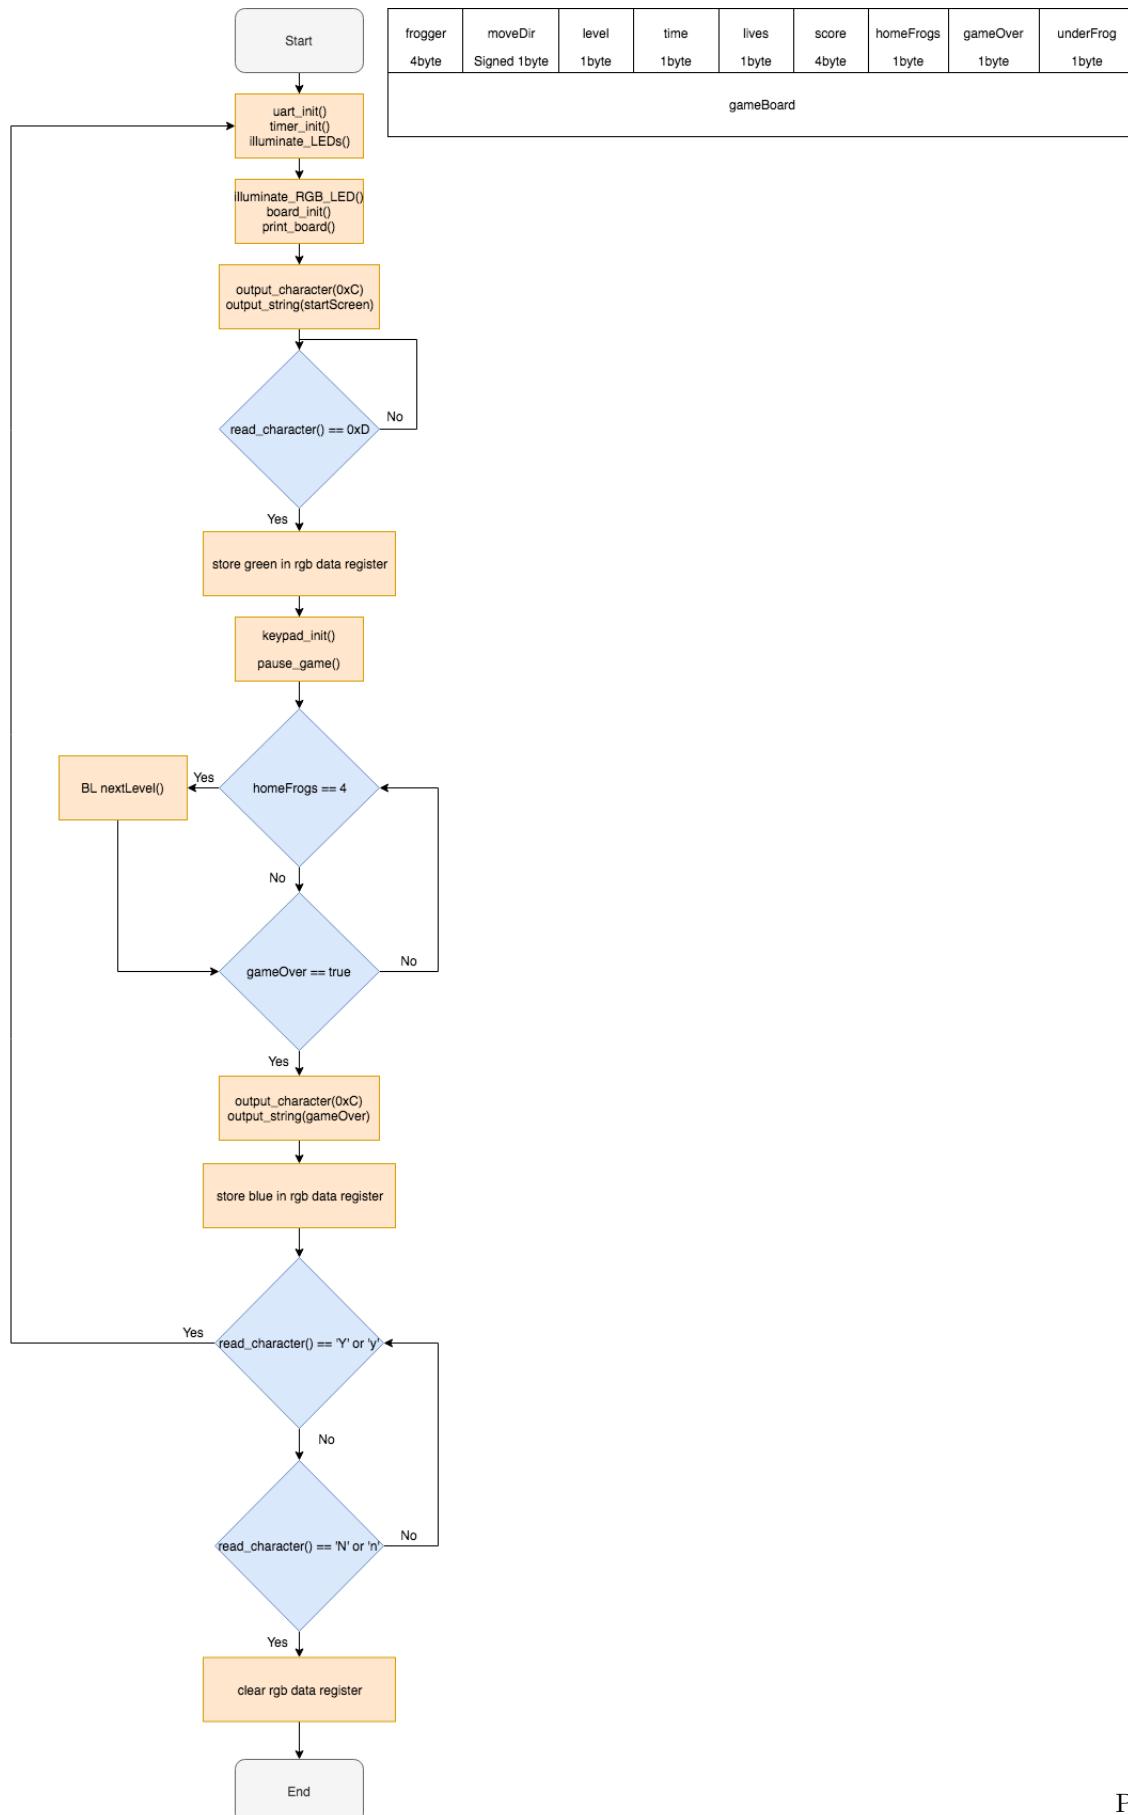 Start
frogger
4byte
moveDir
Signed 1byte
level
1byte
time
1byte
lives
1byte
score
4byte
homeFrogs
1byte
gameOver
1byte
underFrog
1byte
gameBoard
uart_init()
timer_init()
illuminate_LEDs()
illuminate_RGB_LED()
board_init()
print_board()
output_character(0xC)
output_string(startScreen)
read_character() == 0xD
No
Yes
store green in rgb data register
keypad_init()
pause_game()
homeFrogs == 4
Yes
BL nextLevel()
No
gameOver == true
No
Yes
output_character(0xC)
output_string(gameOver)
store blue in rgb data register
read_character() == 'Y' or 'y'
Yes
No
read_character() == 'N' or 'n'
No
Yes
clear rgb data register
End